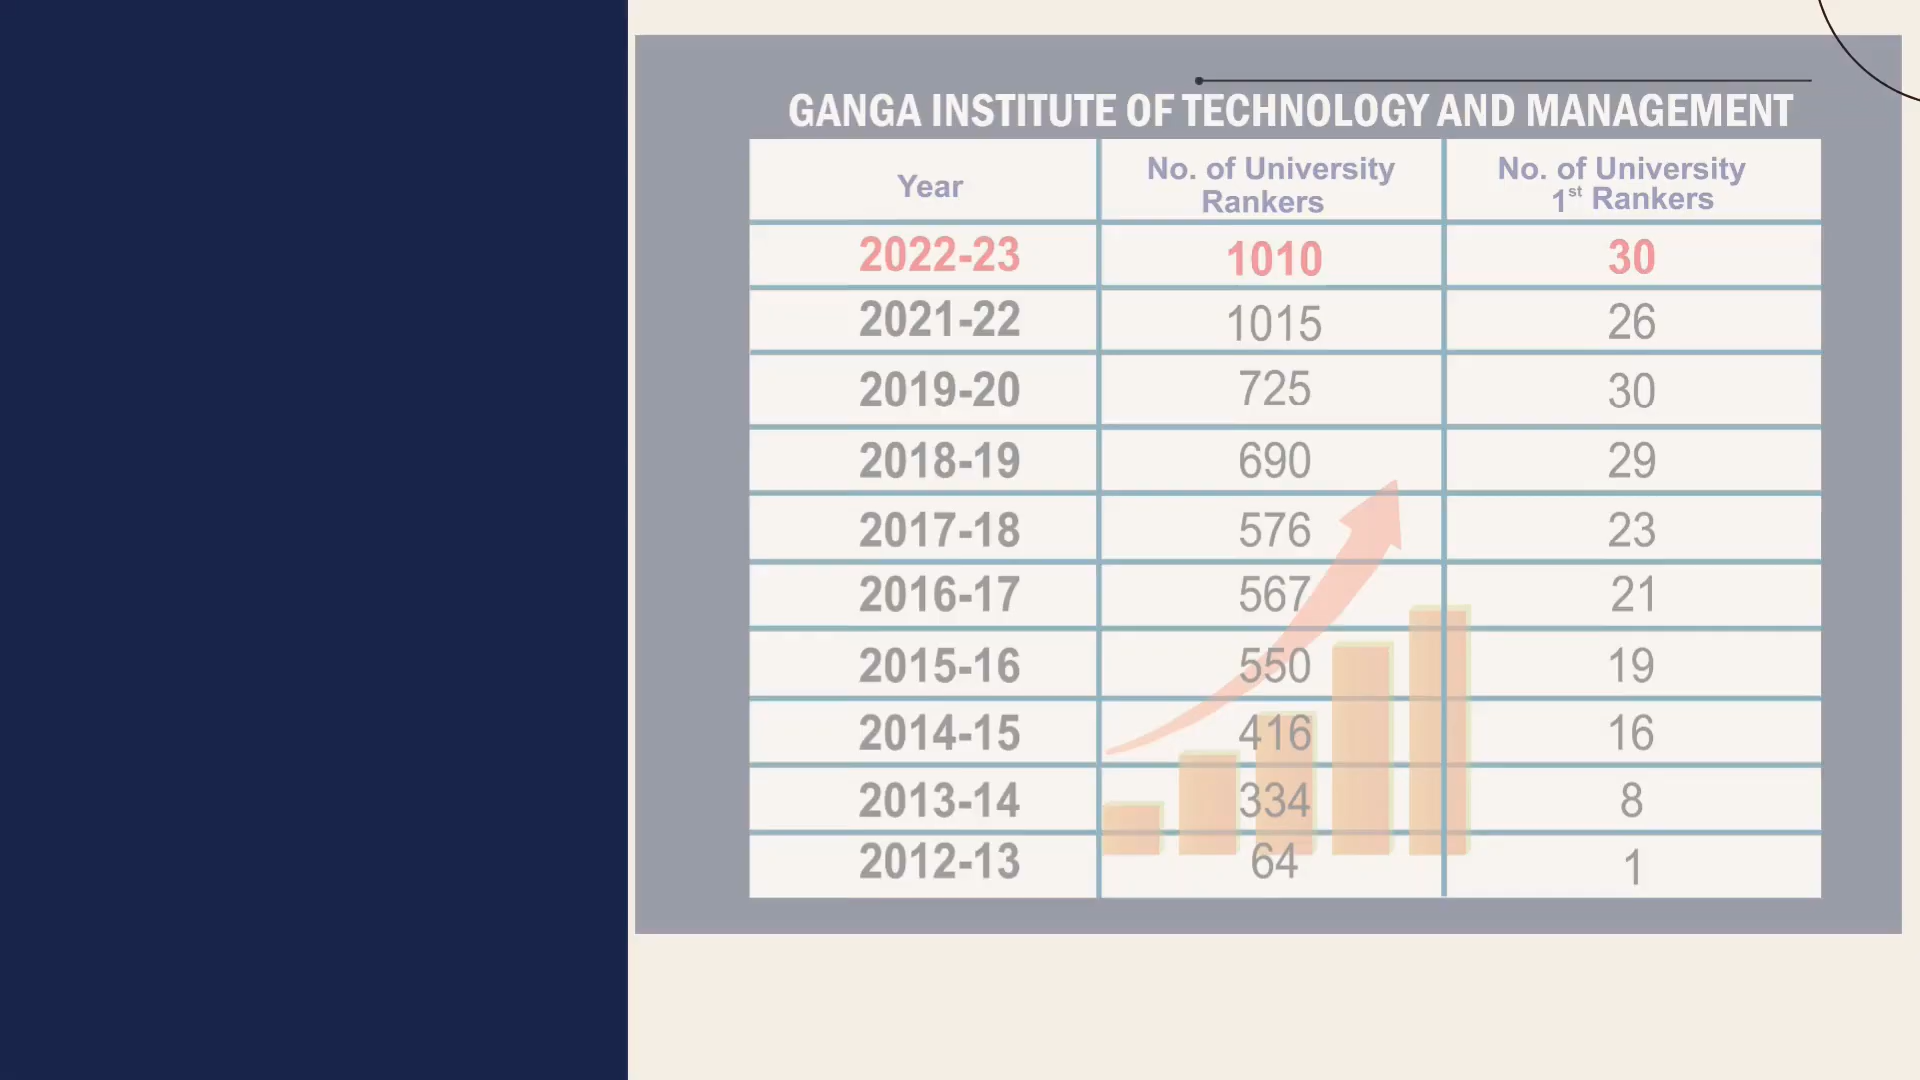 GANGA INSTITUTE OF TECHNOLOGY AND MANAGEMENT
Year No. of University Rankers No. of University 1st Rankers
2022-23 1010 30
2021-22 1015 26
2019-20 725 30
2018-19 690 29
2017-18 576 23
2016-17 567 21
2015-16 550 19
2014-15 416 16
2013-14 334 8
2012-13 64 1